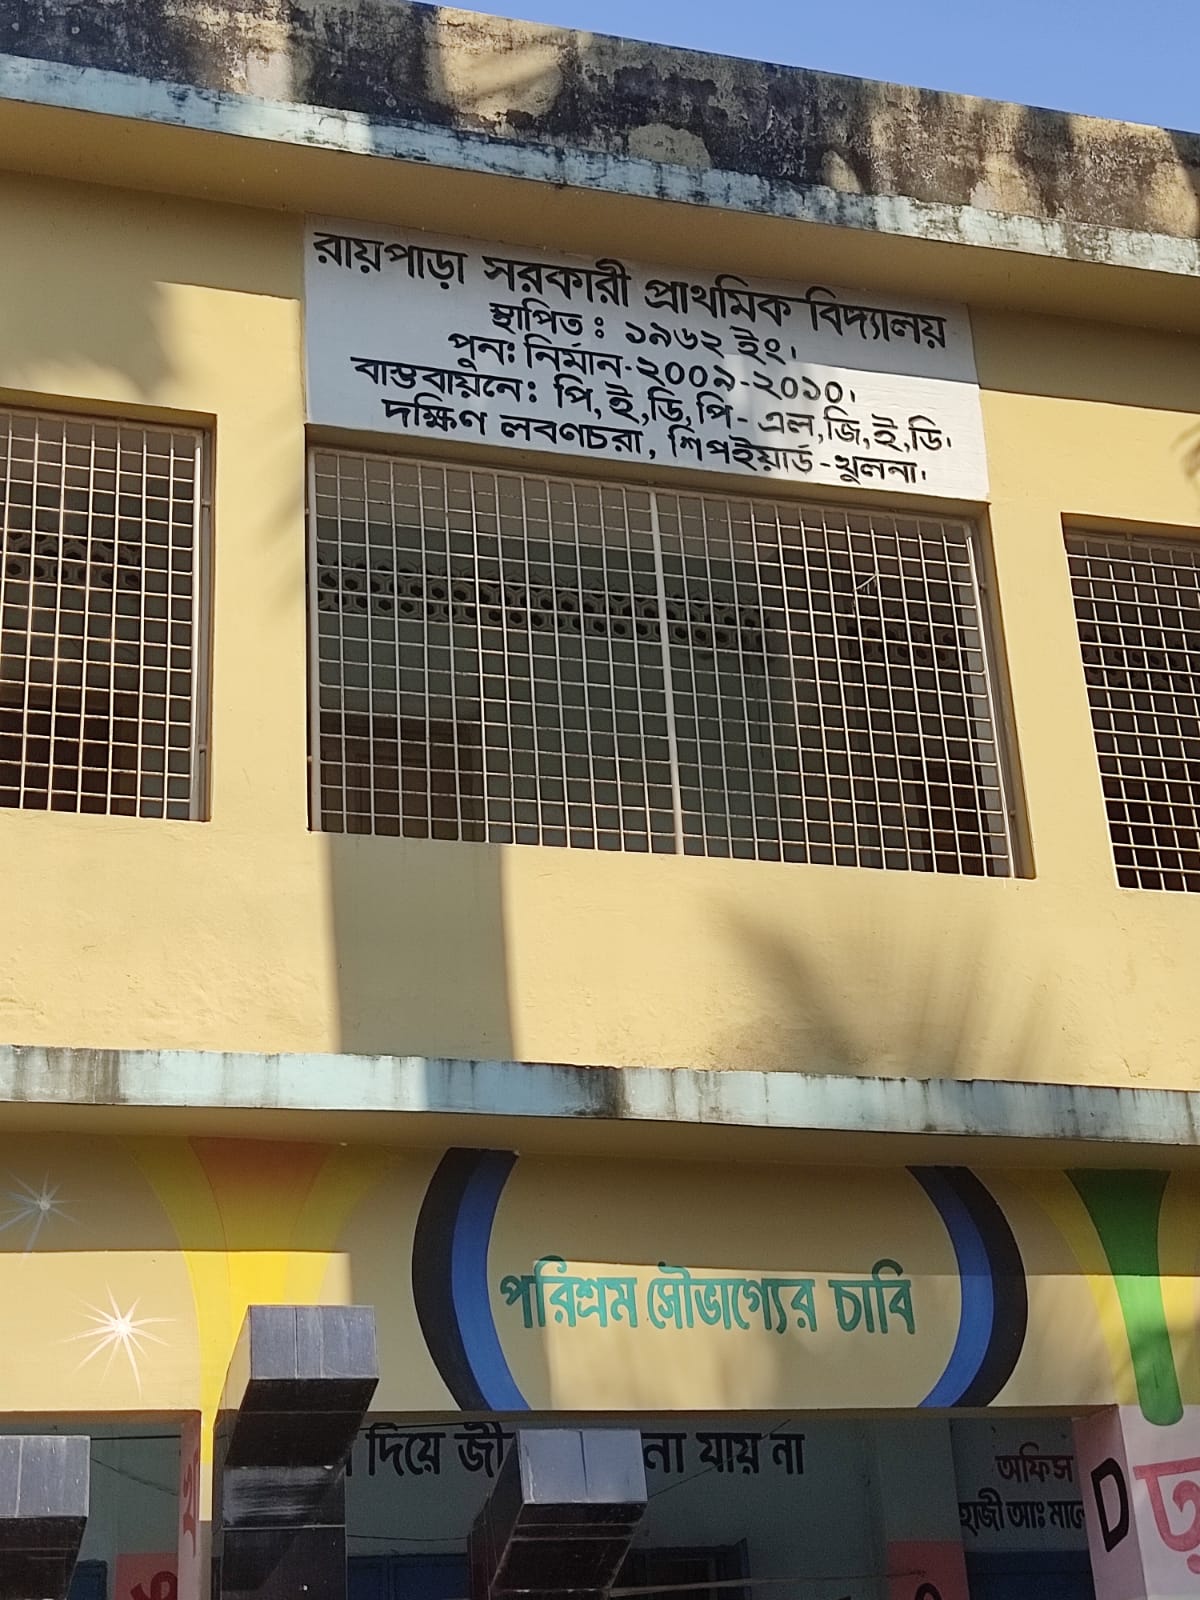 রায়পাড়া সরকারী প্রাথমিক বিদ্যালয়
স্থাপিত : ১৯৬২ ইং।
পুন: নির্মান-২০০৯-২০১০।
বাস্তবায়নে : পি,ই,ডি,পি-এল,জি,ই,ডি.
দক্ষিণ লবণচরা, শিপইয়ার্ড-খুলনা।
পরিশ্রম সৌভাগ্যের চাবি
দিয়ে না যায় না
অফিস
হাজী আঃ
D